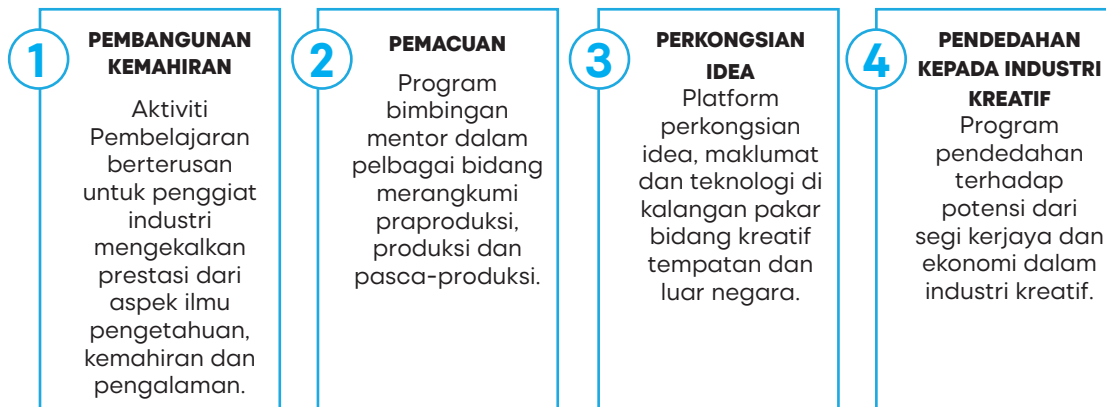 1
PEMBANGUNAN
KEMAHIRAN
Aktiviti
Pembelajaran
berterusan
untuk penggiat
industri
mengekalkan
prestasi dari
aspek ilmu
pengetahuan,
kemahiran dan
pengalaman.
2
PEMACUAN
Program
bimbingan
mentor dalam
pelbagai bidang
merangkumi
praproduksi,
produksi dan
pasca-produksi.
3
PERKONGSIAN
IDEA
Platform
perkongsian
idea, maklumat
dan teknologi di
kalangan pakar
bidang kreatif
tempatan dan
luar negara.
4
PENDEDAHAN
KEPADA INDUSTRI
KREATIF
Program
pendedahan
terhadap
potensi dari
segi kerjaya dan
ekonomi dalam
industri kreatif.